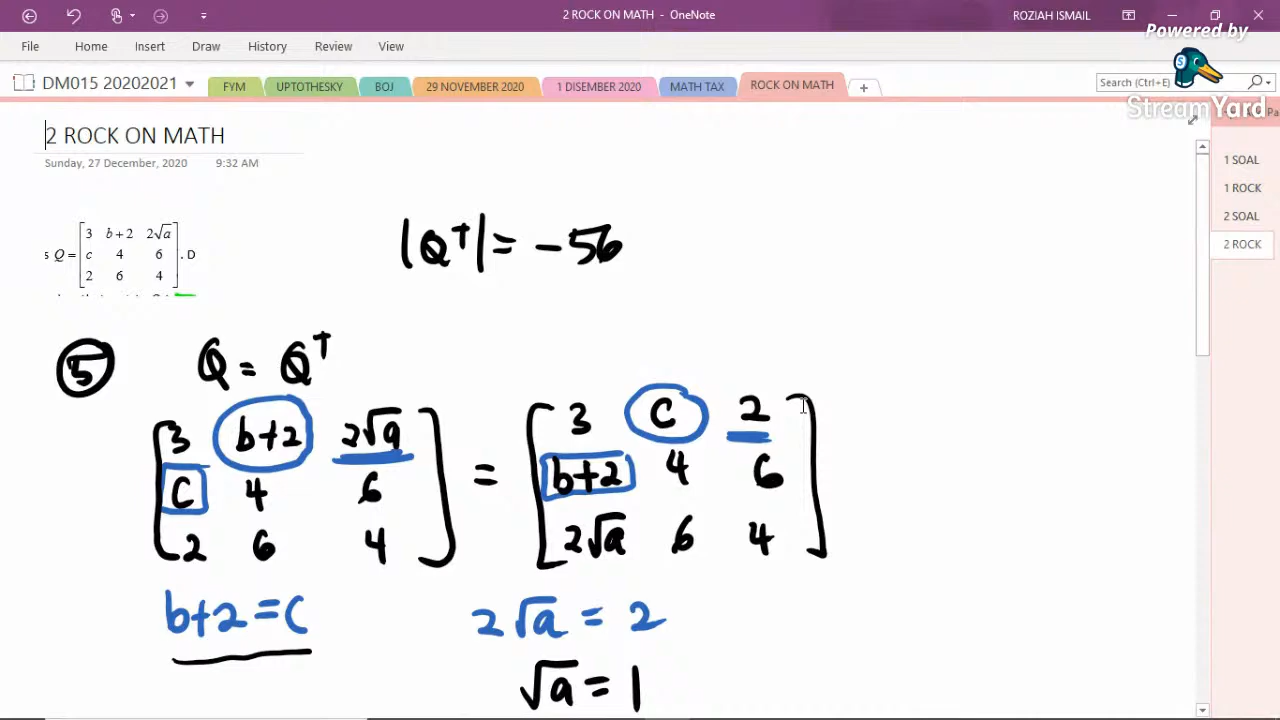 2 ROCK ON MATH - OneNote
ROZIAH ISMAIL
Powered by
StreamYard
File Home Insert Draw History Review View
DM015 20202021
FYM UPTOTHESKY BOJ 29 NOVEMBER 2020 1 DISEMBER 2020 MATH TAX ROCK ON MATH +
Search (Ctrl+E)
2 ROCK ON MATH
Sunday, 27 December, 2020 9:32 AM
1 SOAL
1 ROCK
2 SOAL
2 ROCK
s Q = [3 b+2 2√a
c 4 6
2 6 4] . D
|Qᵀ| = -56
5 Q = Qᵀ
[3 b+2 2√a
C 4 6
2 6 4]
=
[3 C 2
b+2 4 6
2√a 6 4]
b+2=C
2√a = 2
√a = 1